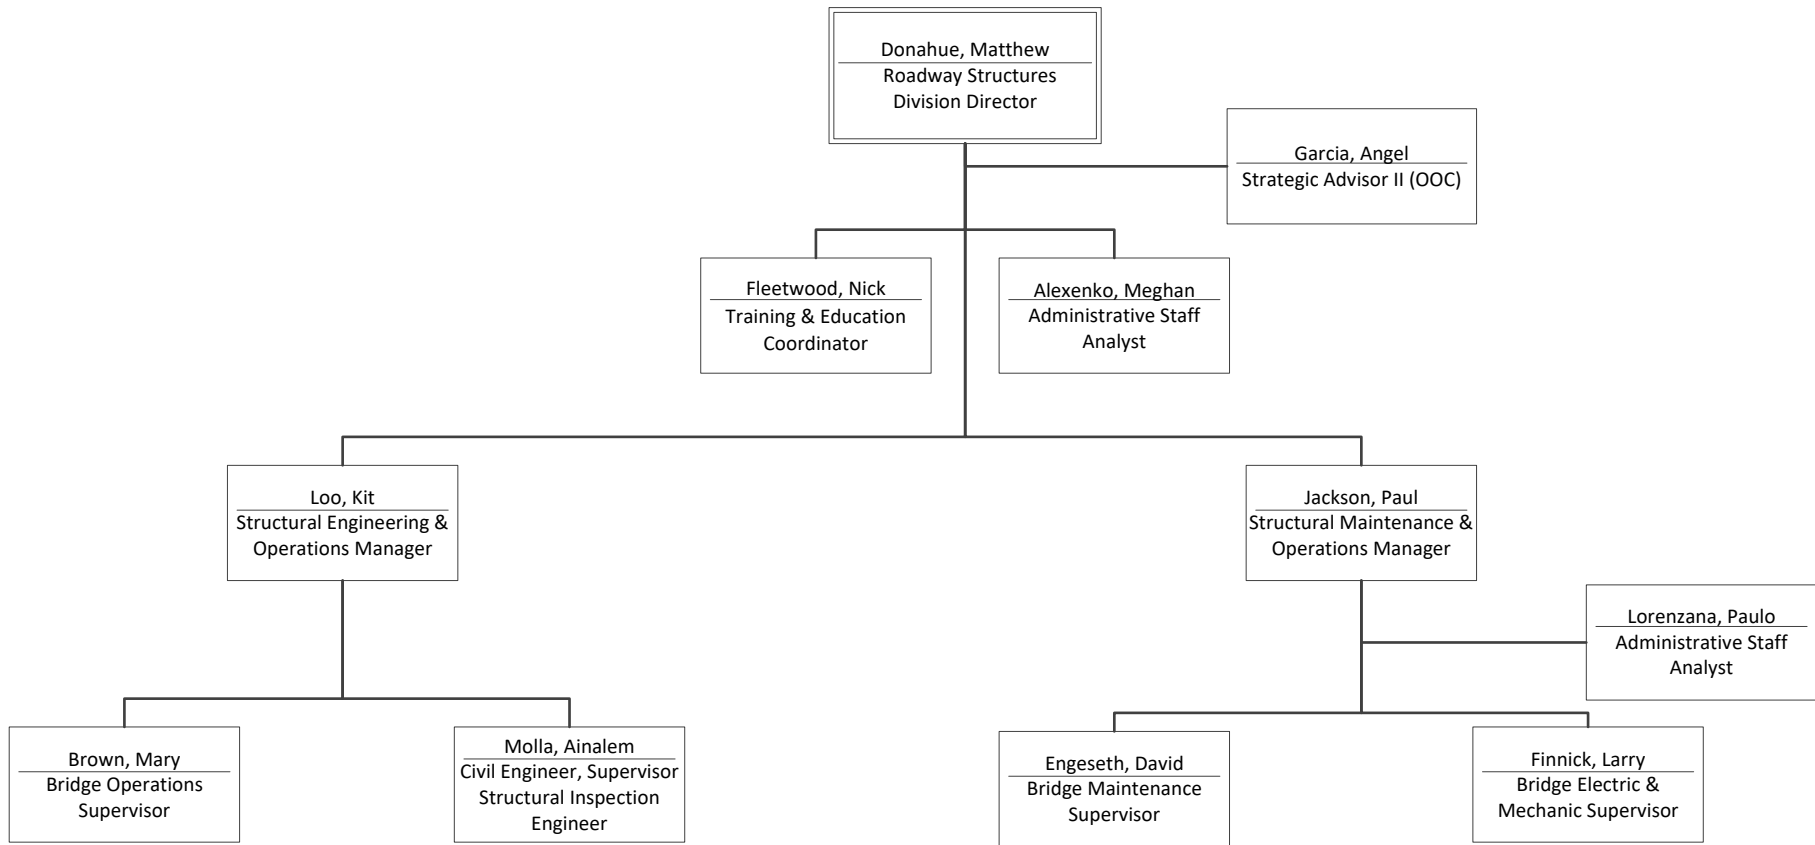 Donahue, Matthew
Roadway Structures
Division Director
Garcia, Angel
Strategic Advisor II (OOC)
Fleetwood, Nick
Training & Education
Coordinator
Alexenko, Meghan
Administrative Staff
Analyst
Loo, Kit
Structural Engineering &
Operations Manager
Jackson, Paul
Structural Maintenance &
Operations Manager
Lorenzana, Paulo
Administrative Staff
Analyst
Brown, Mary
Bridge Operations
Supervisor
Molla, Ainalem
Civil Engineer, Supervisor
Structural Inspection
Engineer
Engeseth, David
Bridge Maintenance
Supervisor
Finnick, Larry
Bridge Electric &
Mechanic Supervisor